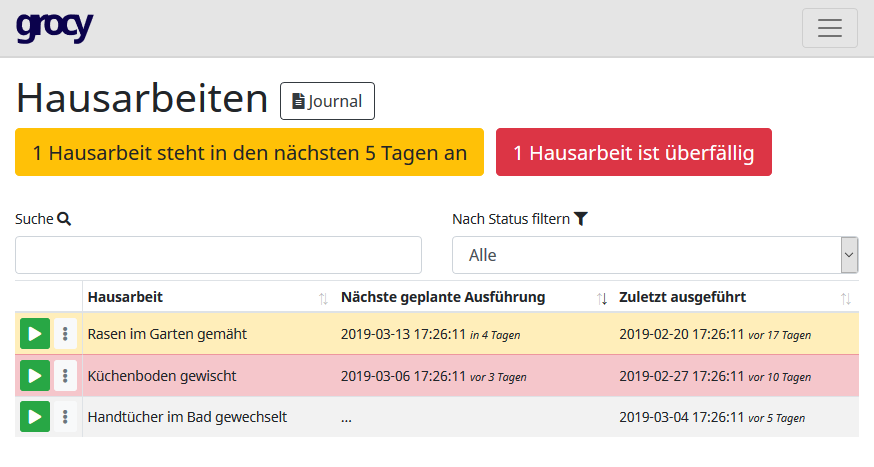 grocy
Hausarbeiten Journal
1 Hausarbeit steht in den nächsten 5 Tagen an 1 Hausarbeit ist überfällig
Suche Nach Status filtern
Alle
Hausarbeit Nächste geplante Ausführung Zuletzt ausgeführt
Rasen im Garten gemäht 2019-03-13 17:26:11 in 4 Tagen 2019-02-20 17:26:11 vor 17 Tagen
Küchenboden gewischt 2019-03-06 17:26:11 vor 3 Tagen 2019-02-27 17:26:11 vor 10 Tagen
Handtücher im Bad gewechselt ... 2019-03-04 17:26:11 vor 5 Tagen